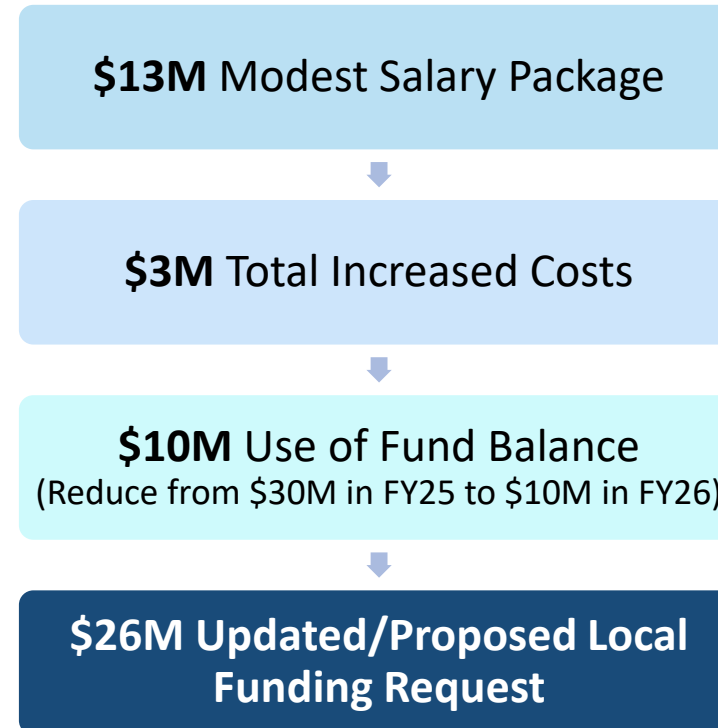 $13M Modest Salary Package
$3M Total Increased Costs
$10M Use of Fund Balance
(Reduce from $30M in FY25 to $10M in FY26)
$26M Updated/Proposed Local
Funding Request